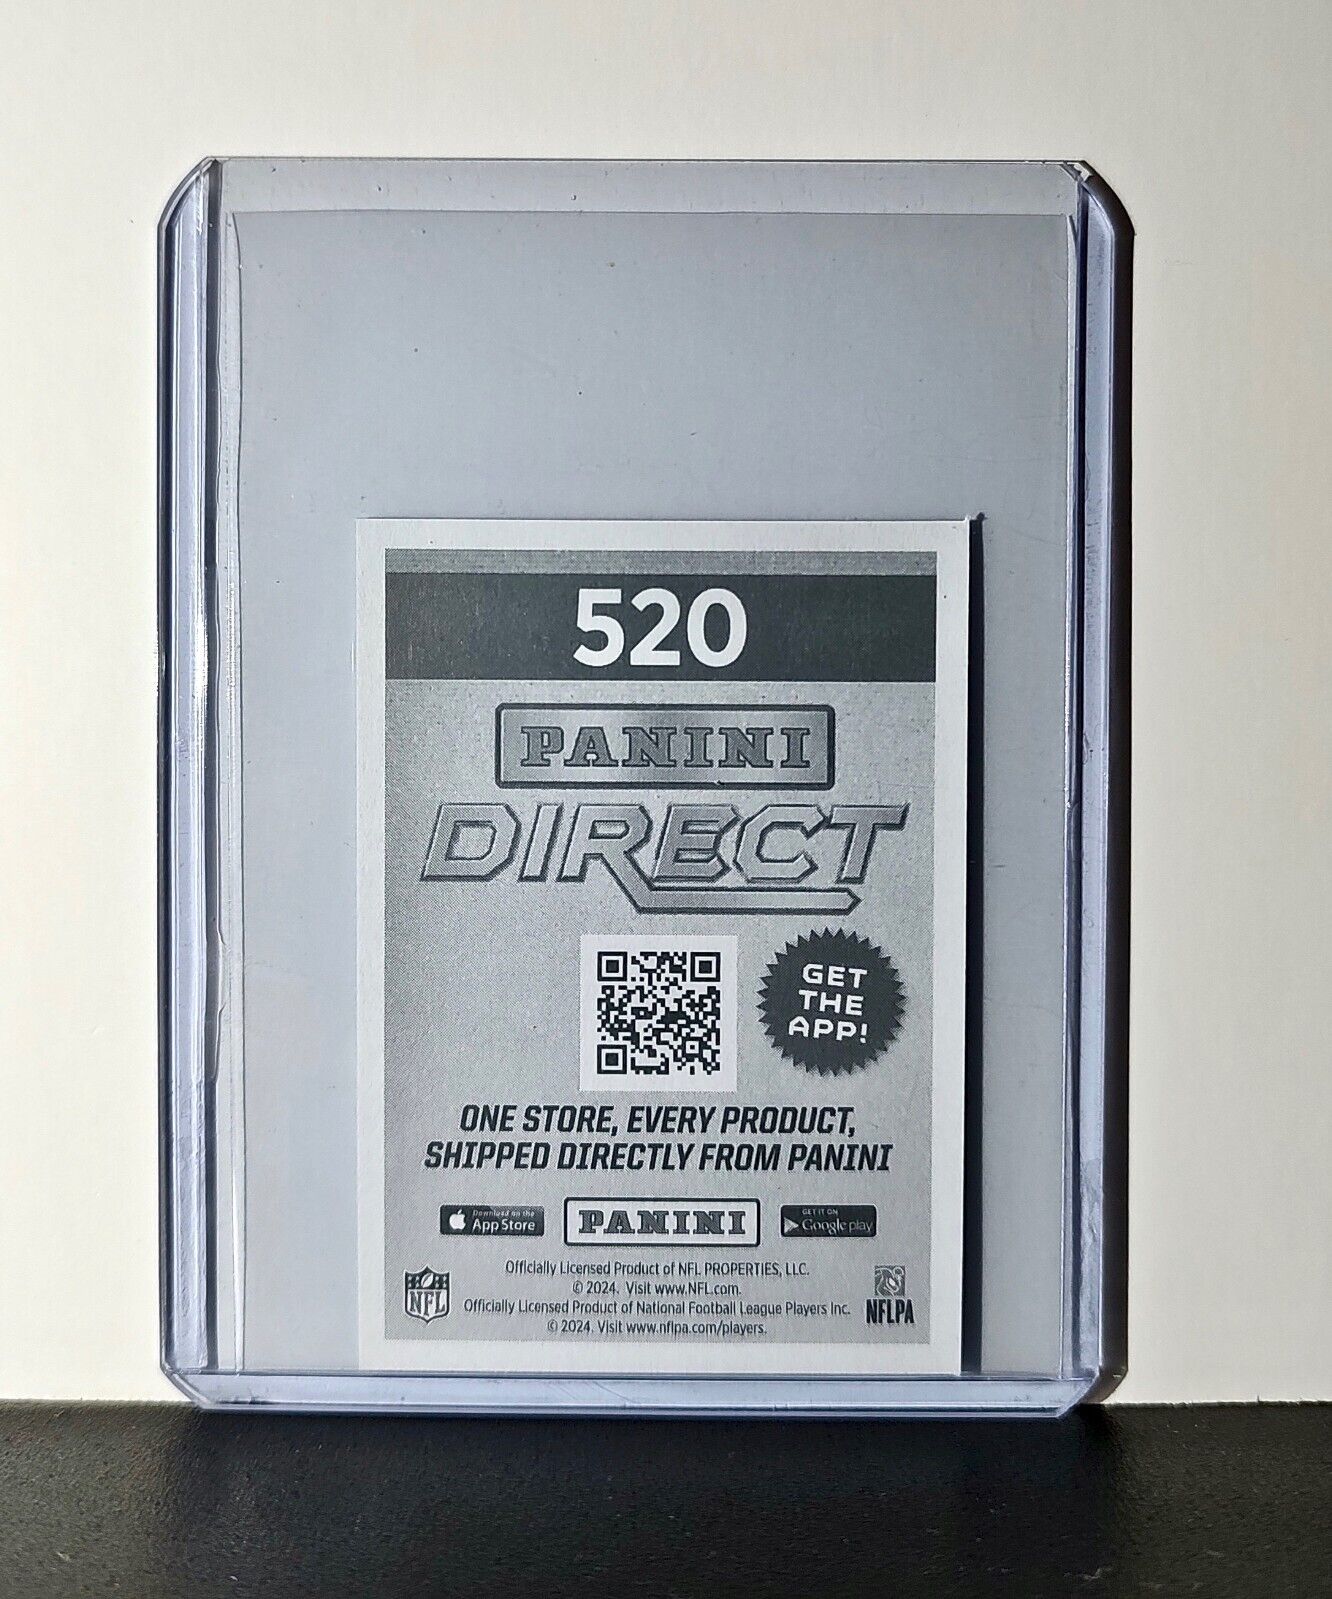 520
PANINI
DIRECT
GET
THE
APP!
ONE STORE, EVERY PRODUCT,
SHIPPED DIRECTLY FROM PANINI
Download on the
App Store
PANINI
GET IT ON
Google play
Officially Licensed Product of NFL PROPERTIES, LLC.
© 2024. Visit www.NFL.com.
NFL
Officially Licensed Product of National Football League Players Inc.
© 2024. Visit www.nflpa.com/players.
NFLPA